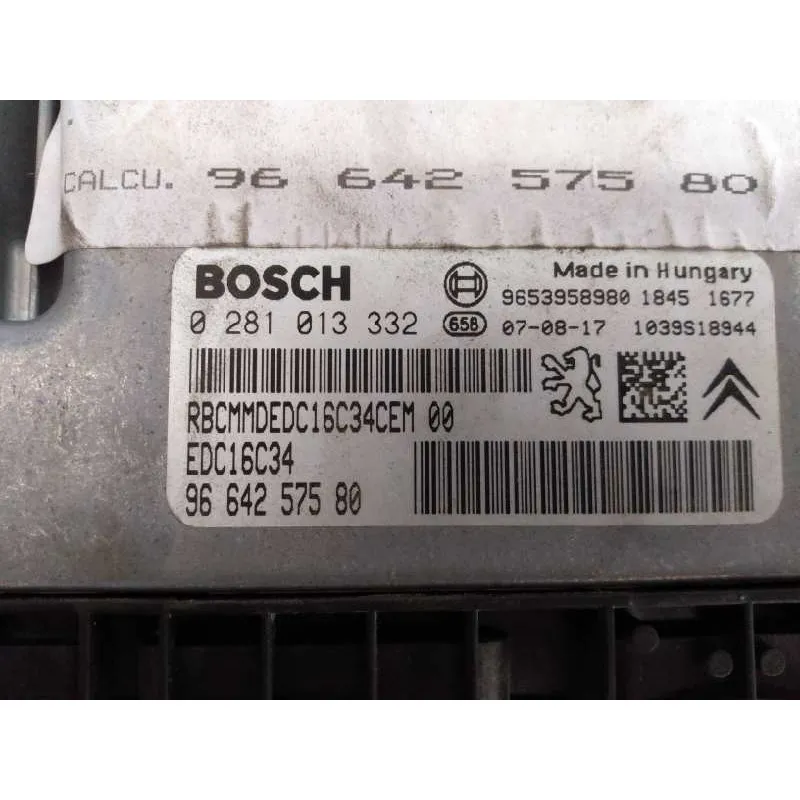 CALCU. 96 642 575 80
BOSCH
Made in Hungary
9653958980 1845 1677
0 281 013 332 658 07-08-17 1039S18944
RBCMMDEDC16C34CEM 00
EDC16C34
96 642 575 80